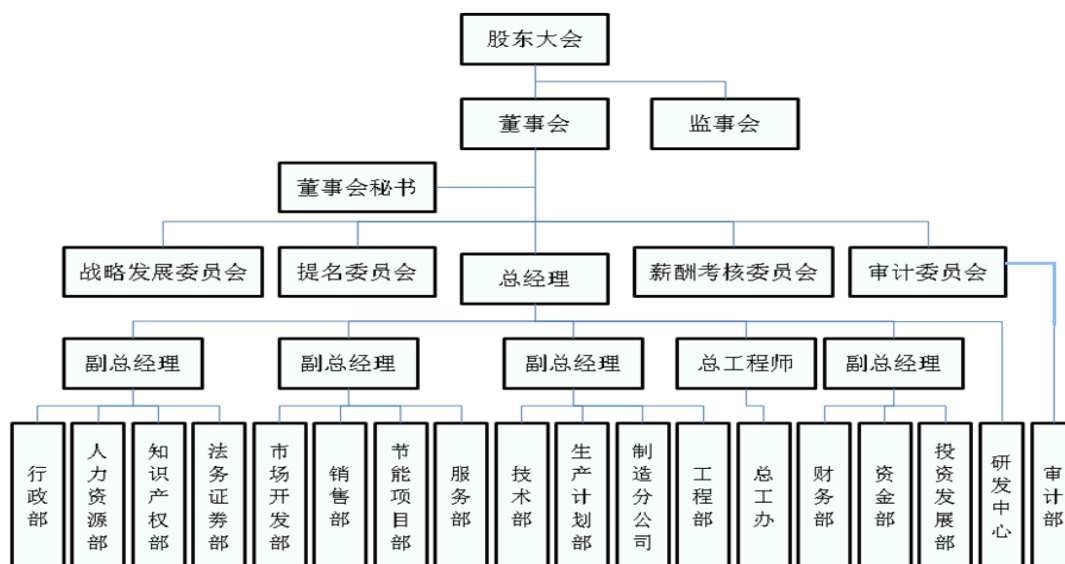 股东大会
董事会
监事会
董事会秘书
战略发展委员会
提名委员会
总经理
薪酬考核委员会
审计委员会
副总经理
副总经理
副总经理
总工程师
副总经理
行政部
人力资源部
知识产权部
法务证券部
市场开发部
销售部
节能项目部
服务部
技术部
生产计划部
制造分公司
工程部
总工办
财务部
资金部
投资发展部
研发中心
审计部